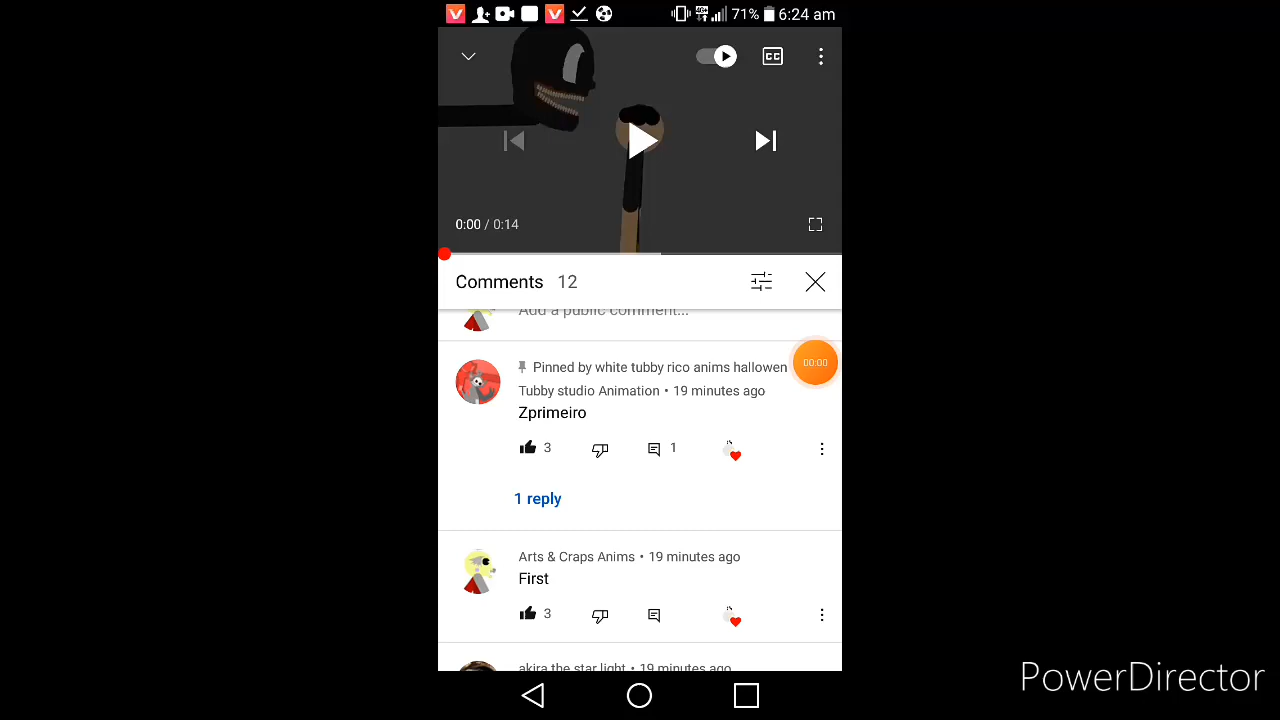 71% 6:24 am
CC
0:00 / 0:14
Comments 12
Add a public comment...
00:00
Pinned by white tubby rico anims hallowen
Tubby studio Animation • 19 minutes ago
Zprimeiro
3 1
1 reply
Arts & Craps Anims • 19 minutes ago
First
3
akira the star light • 19 minutes ago
PowerDirector